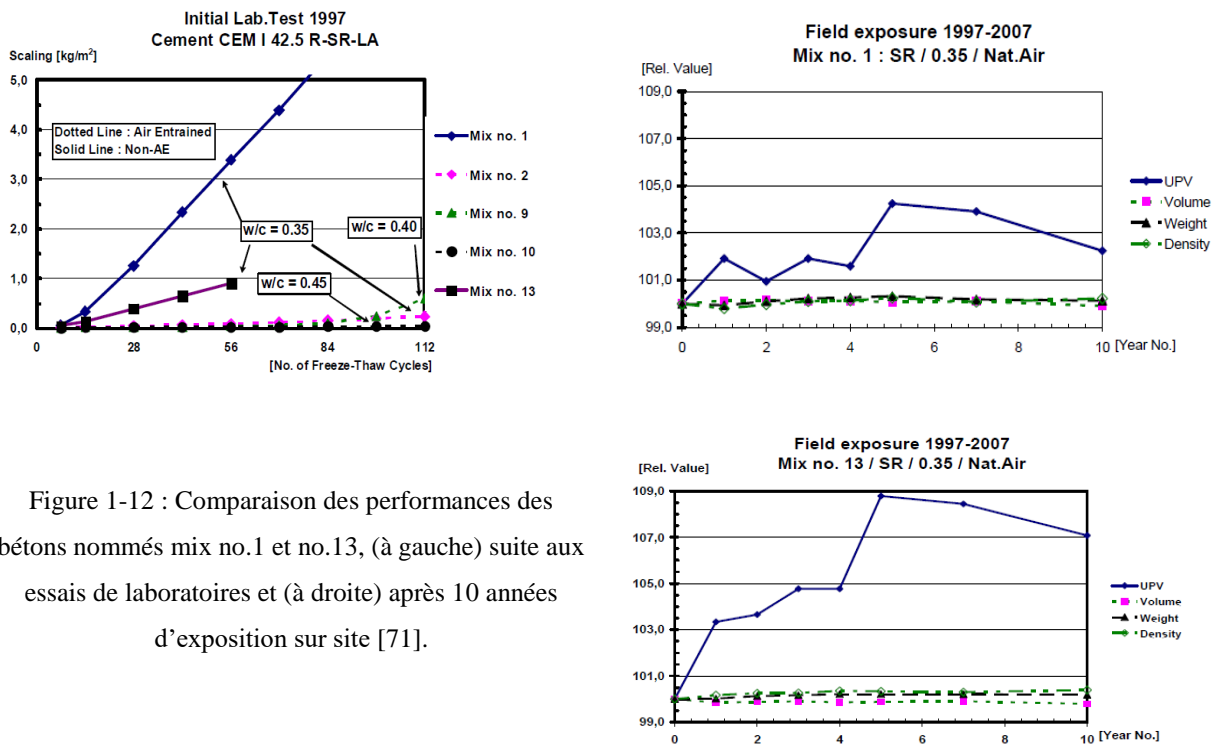 Initial Lab.Test 1997
Cement CEM I 42.5 R-SR-LA
Scaling [kg/m²]
5,0
4,0
3,0
2,0
1,0
0,0
0 28 56 84 112
[No. of Freeze-Thaw Cycles]
Dotted Line : Air Entrained
Solid Line : Non-AE
w/c = 0.35
w/c = 0.40
w/c = 0.45
Mix no. 1
Mix no. 2
Mix no. 9
Mix no. 10
Mix no. 13
Field exposure 1997-2007
Mix no. 1 : SR / 0.35 / Nat.Air
[Rel. Value]
109,0
107,0
105,0
103,0
101,0
99,0
0 2 4 6 8 10 [Year No.]
UPV
Volume
Weight
Density
Figure 1-12 : Comparaison des performances des
bétons nommés mix no.1 et no.13, (à gauche) suite aux
essais de laboratoires et (à droite) après 10 années
d’exposition sur site [71].
Field exposure 1997-2007
Mix no. 13 / SR / 0.35 / Nat.Air
[Rel. Value]
109,0
107,0
105,0
103,0
101,0
99,0
0 2 4 6 8 10 [Year No.]
UPV
Volume
Weight
Density